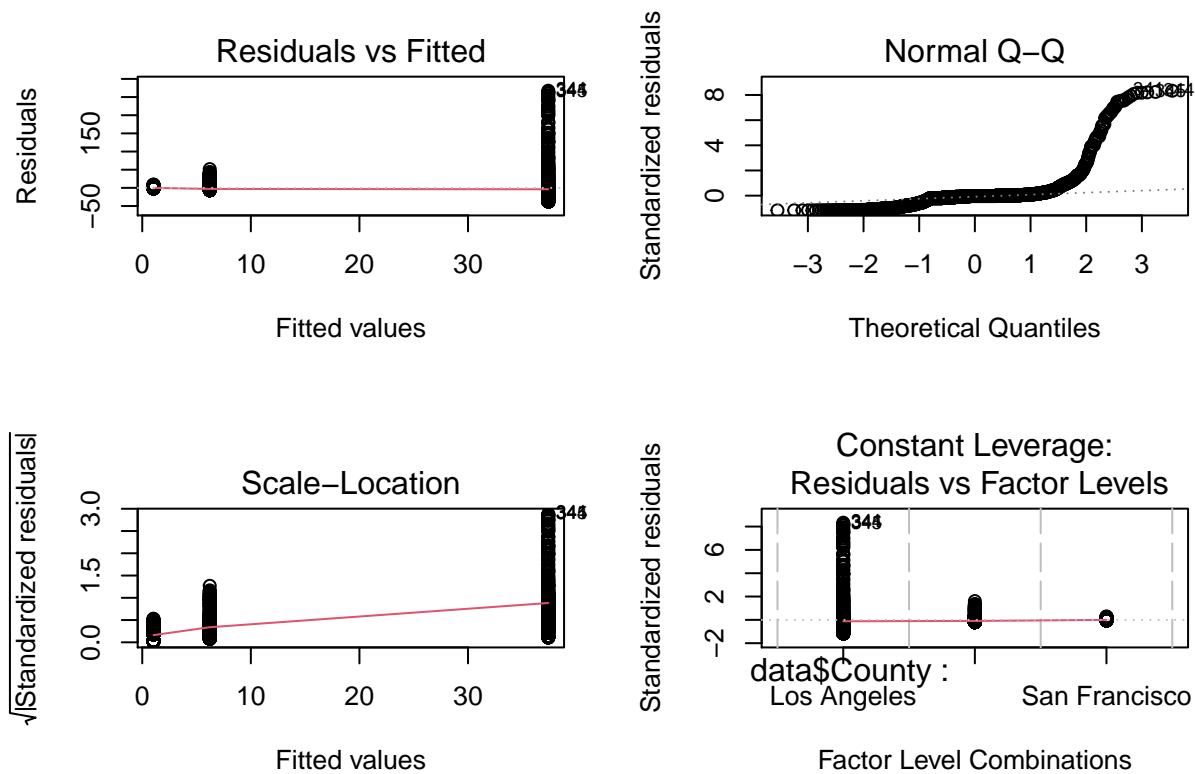 Residuals vs Fitted
Residuals
−50
150
0
10
20
30
Fitted values
Normal Q−Q
Standardized residuals
0
4
8
−3
−2
−1
0
1
2
3
Theoretical Quantiles
Scale−Location
√|Standardized residuals|
0.0
1.5
3.0
0
10
20
30
Fitted values
Constant Leverage:
Residuals vs Factor Levels
Standardized residuals
−2
2
6
data$County :
Los Angeles
San Francisco
Factor Level Combinations